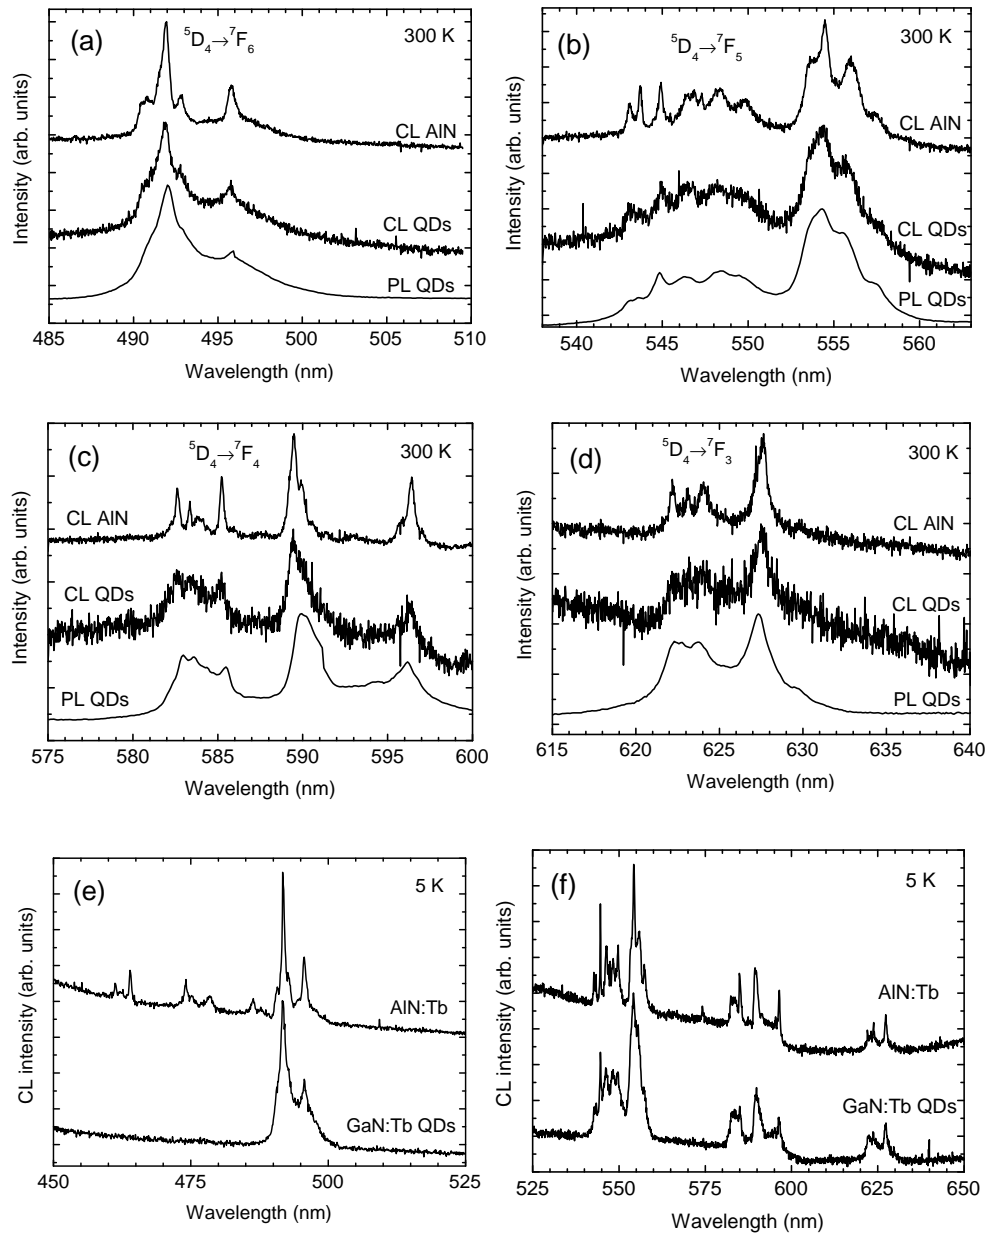 (a)
⁵D₄→⁷F₆
300 K
CL AlN
CL QDs
PL QDs
Intensity (arb. units)
485 490 495 500 505 510
Wavelength (nm)
(b)
⁵D₄→⁷F₅
300 K
CL AlN
CL QDs
PL QDs
Intensity (arb. units)
540 545 550 555 560
Wavelength (nm)
(c)
⁵D₄→⁷F₄
300 K
CL AlN
CL QDs
PL QDs
Intensity (arb. units)
575 580 585 590 595 600
Wavelength (nm)
(d)
⁵D₄→⁷F₃
300 K
CL AlN
CL QDs
PL QDs
Intensity (arb. units)
615 620 625 630 635 640
Wavelength (nm)
(e)
5 K
AlN:Tb
GaN:Tb QDs
CL intensity (arb. units)
450 475 500 525
Wavelength (nm)
(f)
5 K
AlN:Tb
GaN:Tb QDs
CL intensity (arb. units)
525 550 575 600 625 650
Wavelength (nm)